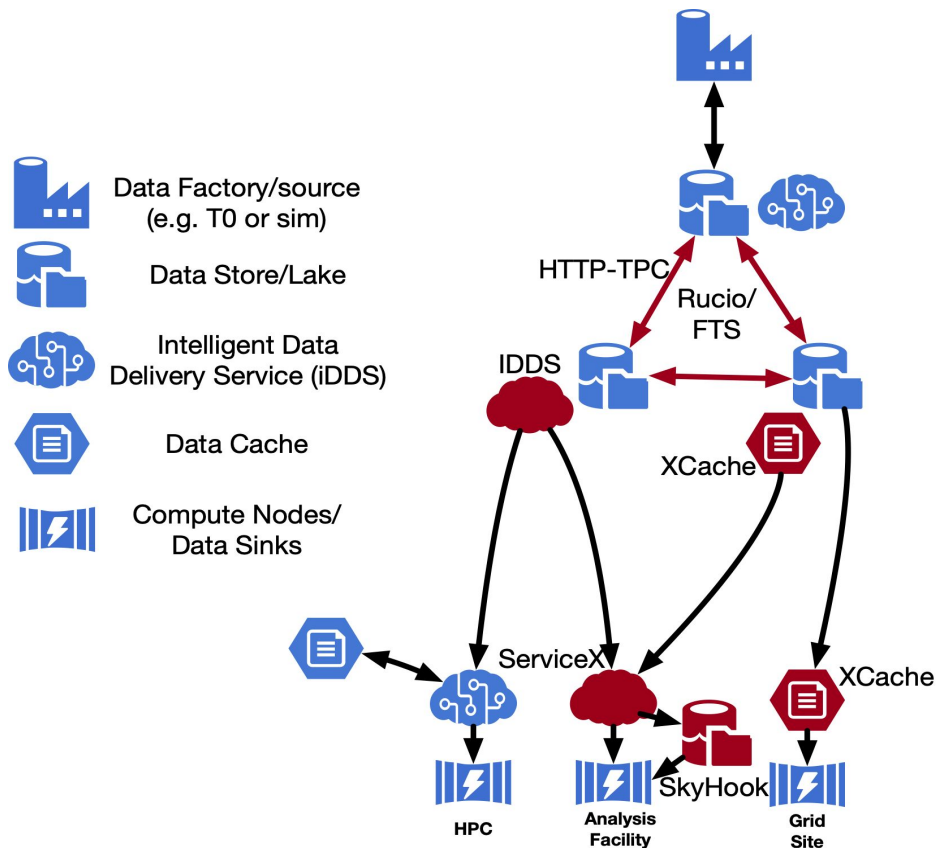 Data Factory/source
(e.g. T0 or sim)
Data Store/Lake
Intelligent Data
Delivery Service (iDDS)
Data Cache
Compute Nodes/
Data Sinks
HTTP-TPC
Rucio/
FTS
IDDS
XCache
ServiceX
XCache
SkyHook
HPC
Analysis
Facility
Grid
Site